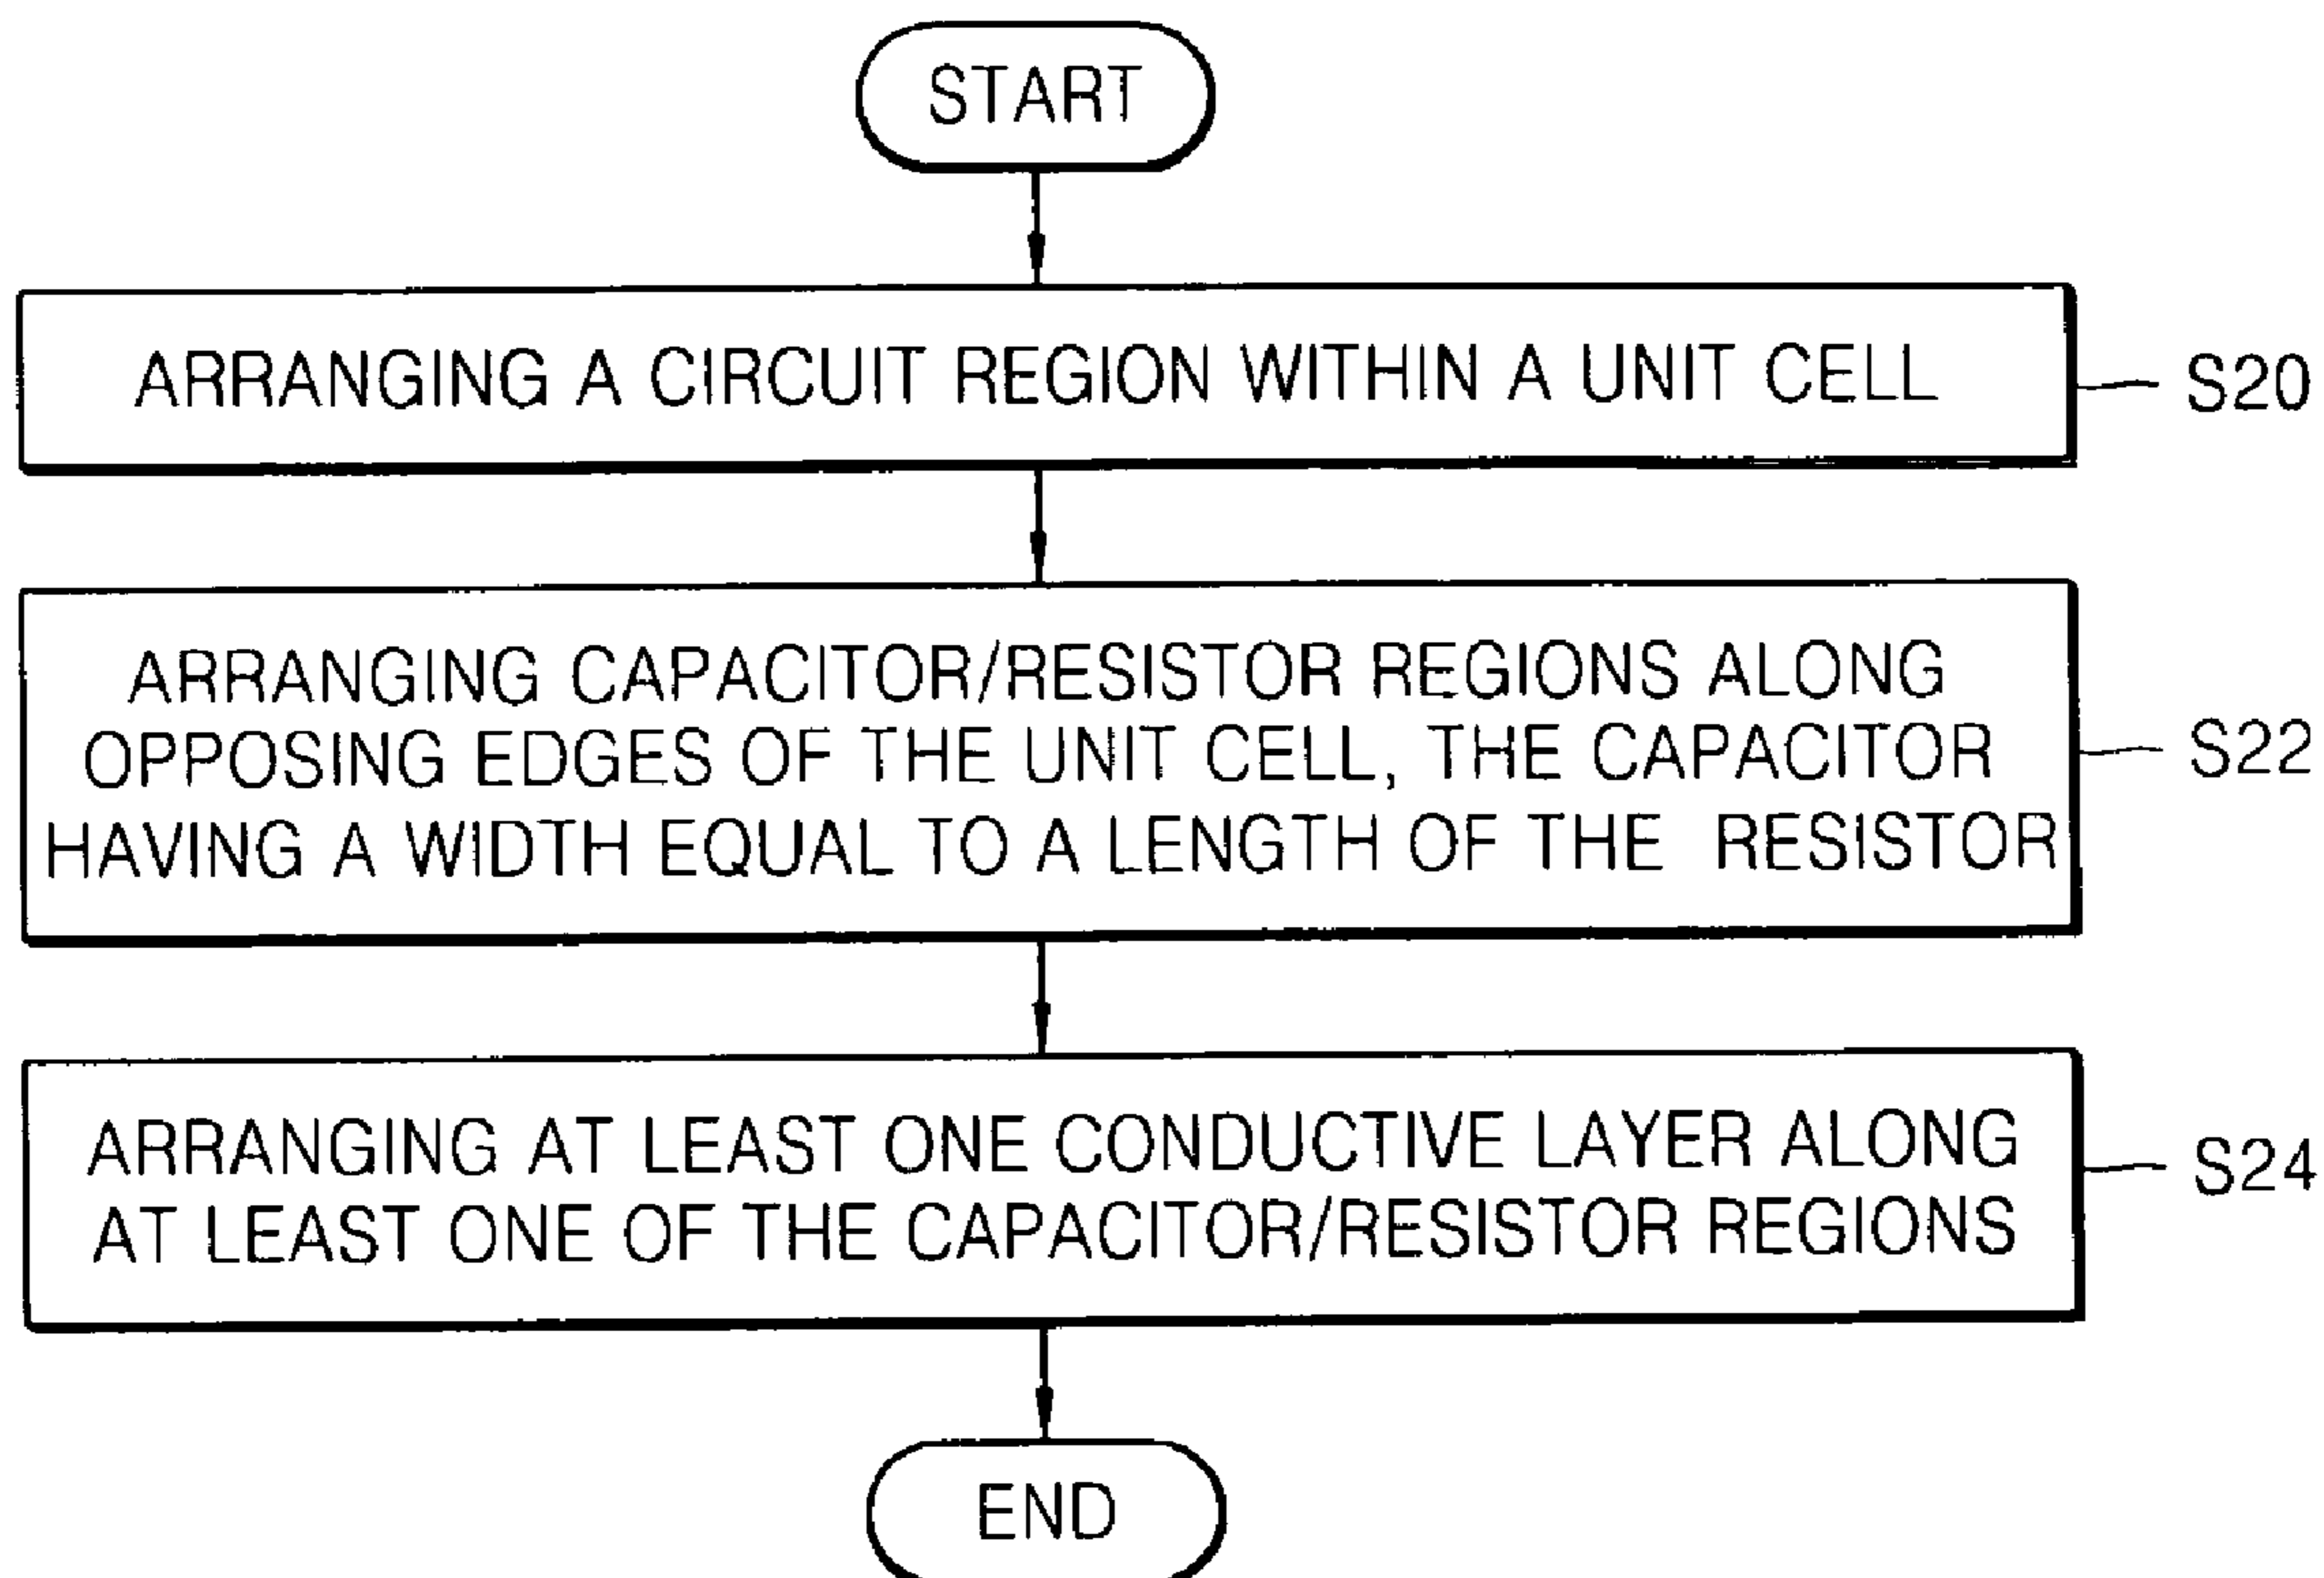 START
ARRANGING A CIRCUIT REGION WITHIN A UNIT CELL
S20
ARRANGING CAPACITOR/RESISTOR REGIONS ALONG
OPPOSING EDGES OF THE UNIT CELL, THE CAPACITOR
HAVING A WIDTH EQUAL TO A LENGTH OF THE RESISTOR
S22
ARRANGING AT LEAST ONE CONDUCTIVE LAYER ALONG
AT LEAST ONE OF THE CAPACITOR/RESISTOR REGIONS
S24
END